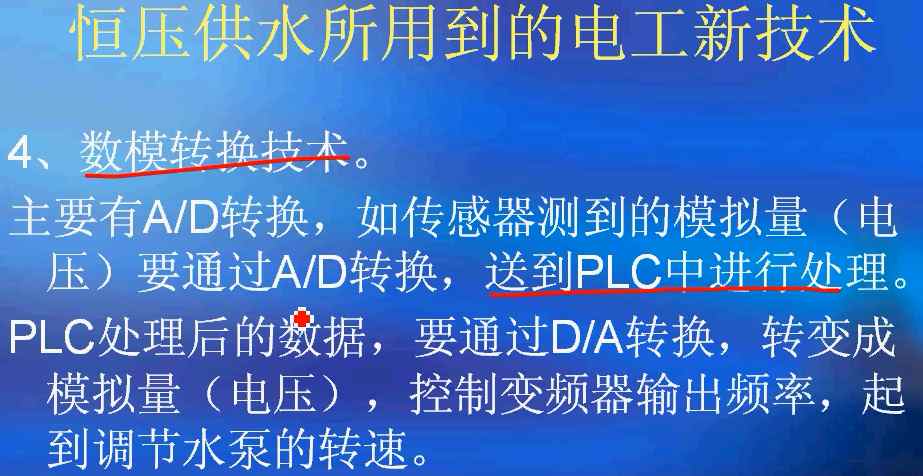 恒压供水所用到的电工新技术
4、数模转换技术。
主要有A/D转换，如传感器测到的模拟量（电
压）要通过A/D转换，送到PLC中进行处理。
PLC处理后的数据，要通过D/A转换，转变成
模拟量（电压），控制变频器输出频率，起
到调节水泵的转速。